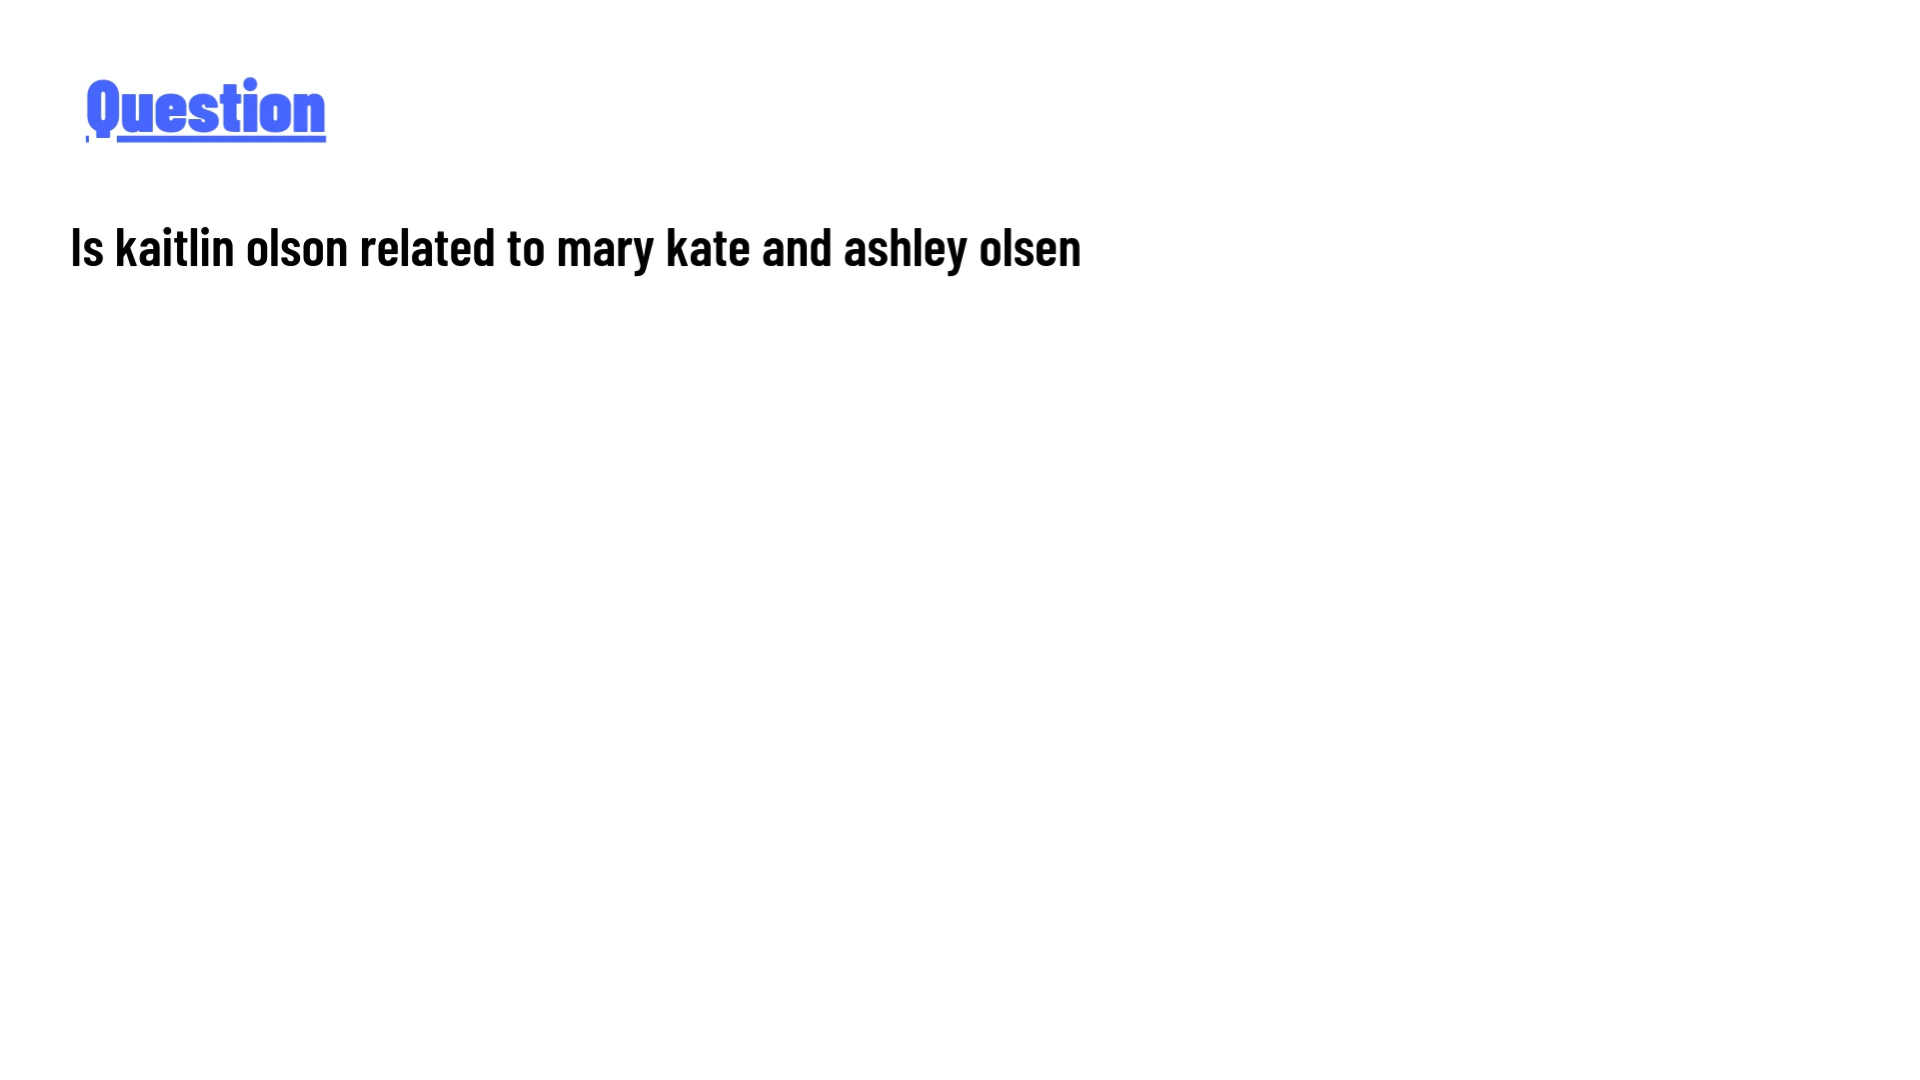 Question
Is kaitlin olson related to mary kate and ashley olsen